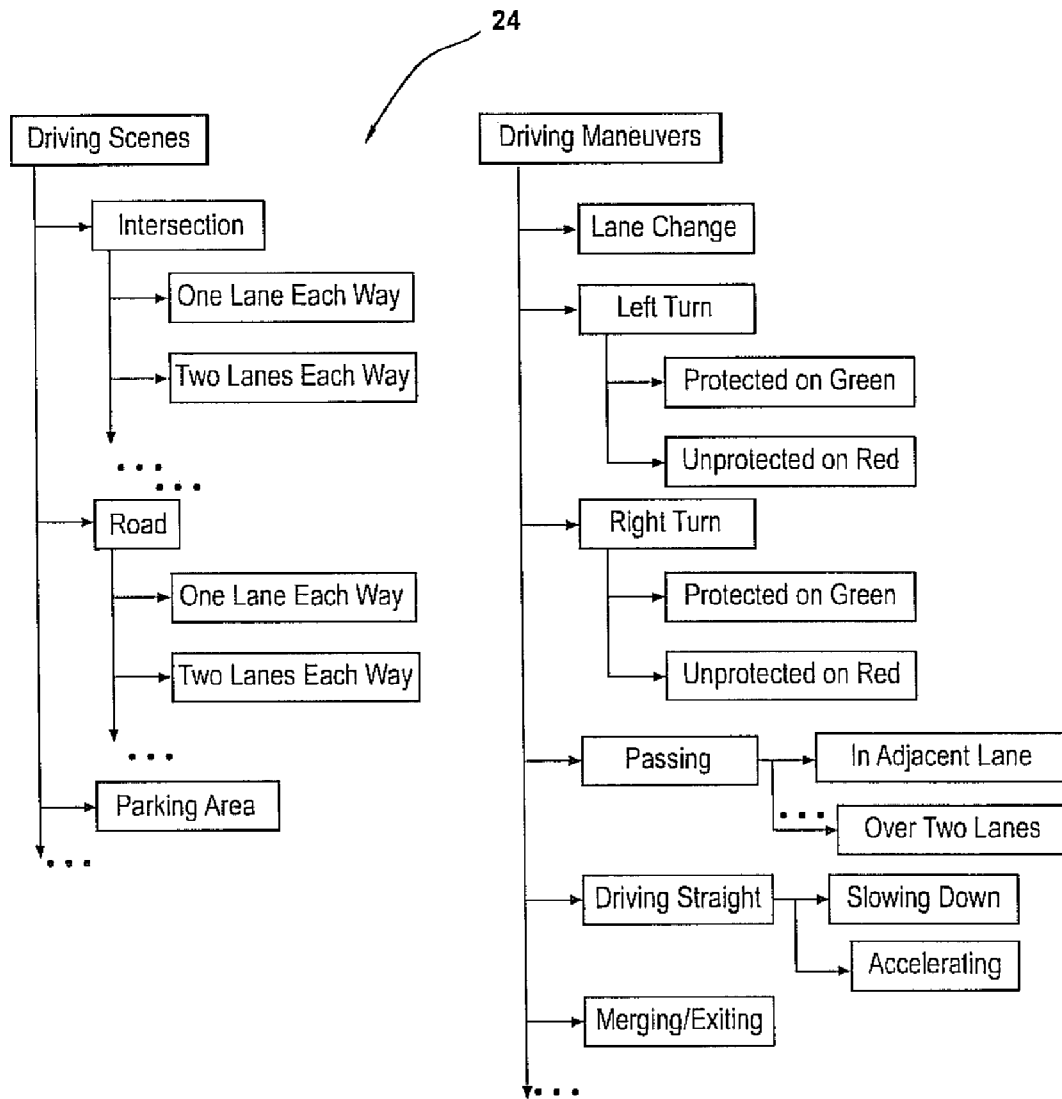 24
Driving Scenes
Intersection
One Lane Each Way
Two Lanes Each Way
Road
One Lane Each Way
Two Lanes Each Way
Parking Area
Driving Maneuvers
Lane Change
Left Turn
Protected on Green
Unprotected on Red
Right Turn
Protected on Green
Unprotected on Red
Passing
In Adjacent Lane
Over Two Lanes
Driving Straight
Slowing Down
Accelerating
Merging/Exiting